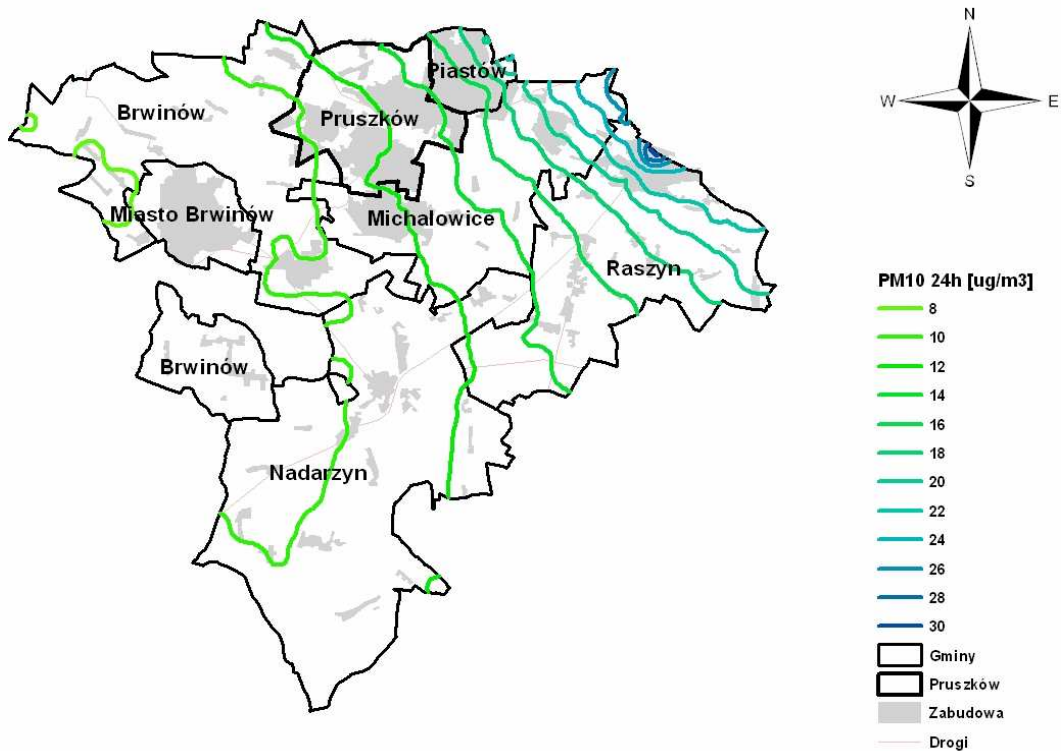 N
W
E
S
Piastów
Brwinów
Pruszków
Miasto Brwinów
Michalowice
Raszyn
Brwinów
Nadarzyn
PM10 24h [ug/m3]
8
10
12
14
16
18
20
22
24
26
28
30
Gminy
Pruszków
Zabudowa
Drogi